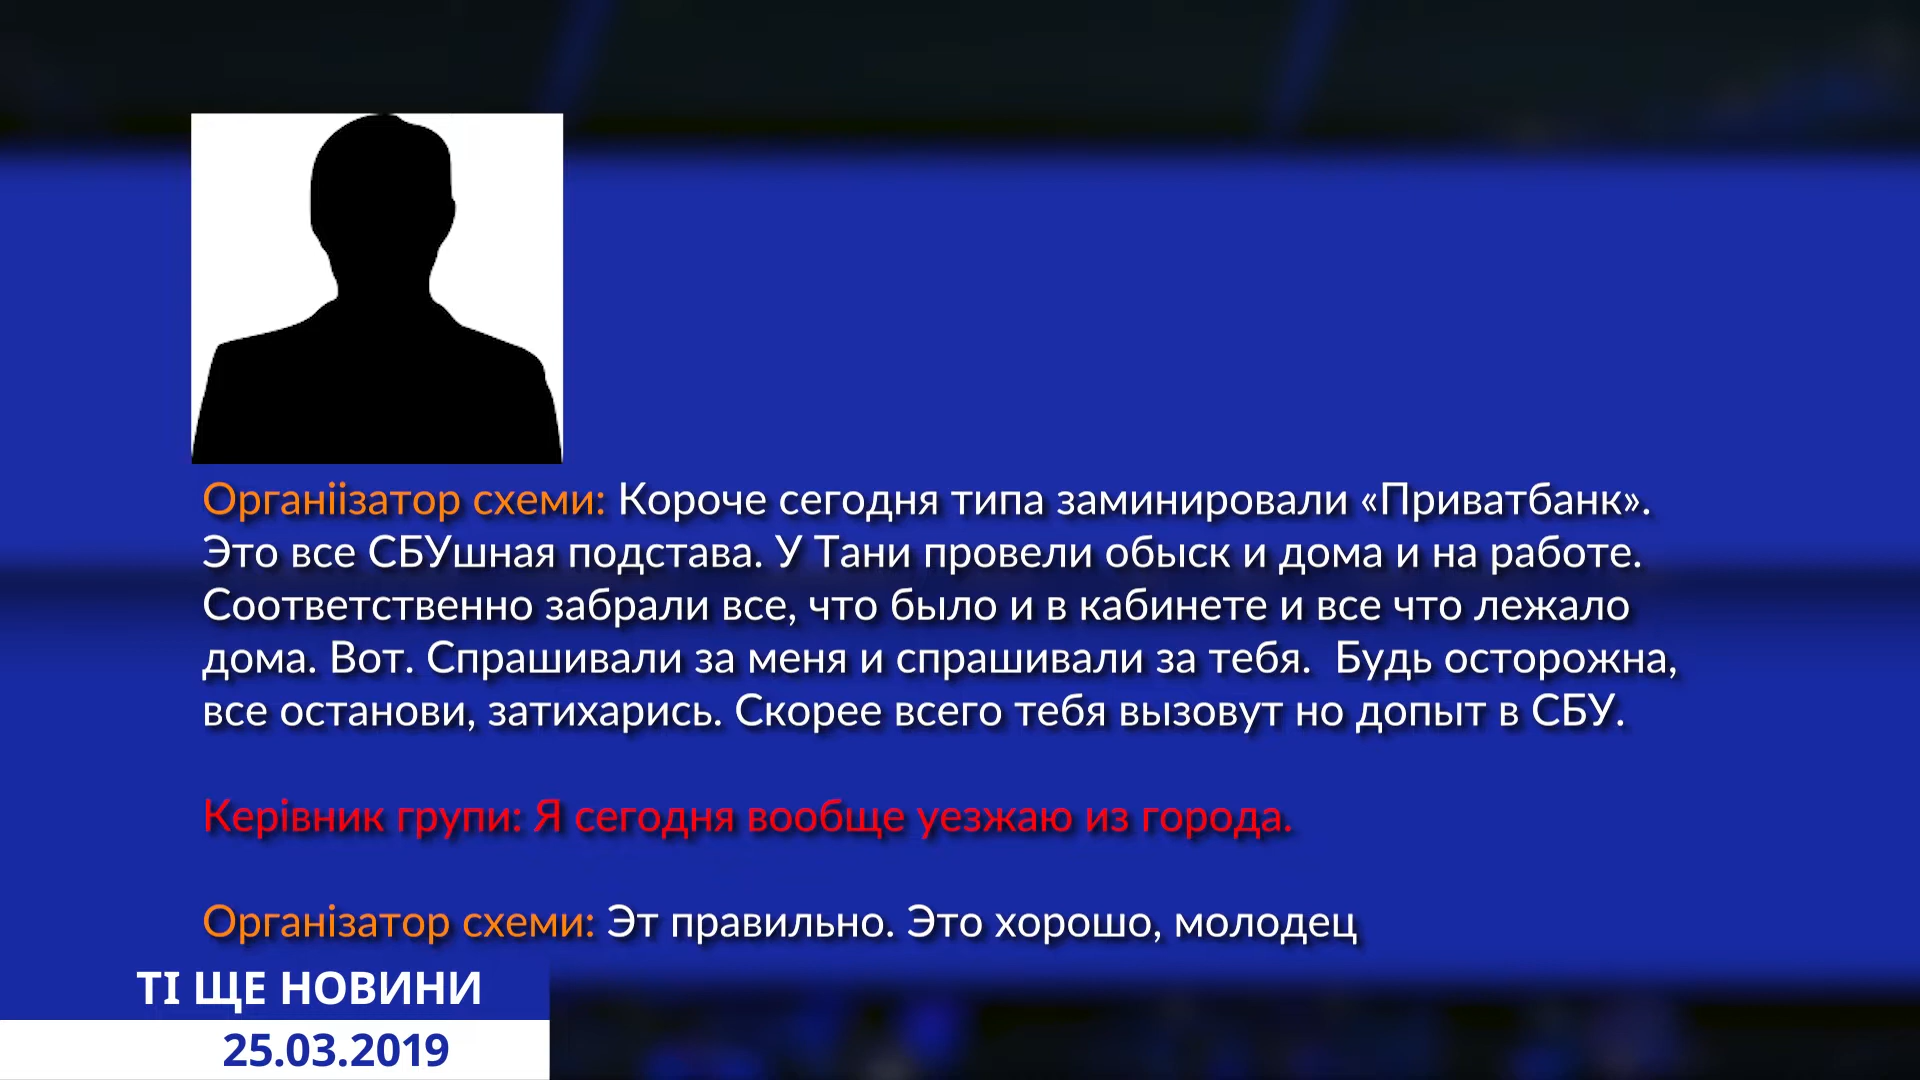 Органіізатор схеми: Короче сегодня типа заминировали «Приватбанк».
Это все СБУшная подстава. У Тани провели обыск и дома и на работе.
Соответственно забрали все, что было и в кабинете и все что лежало
дома. Вот. Спрашивали за меня и спрашивали за тебя. Будь осторожна,
все останови, затихарись. Скорее всего тебя вызовут но допыт в СБУ.
Керівник групи: Я сегодня вообще уезжаю из города.
Організатор схеми: Эт правильно. Это хорошо, молодец
ТІ ЩЕ НОВИНИ
25.03.2019